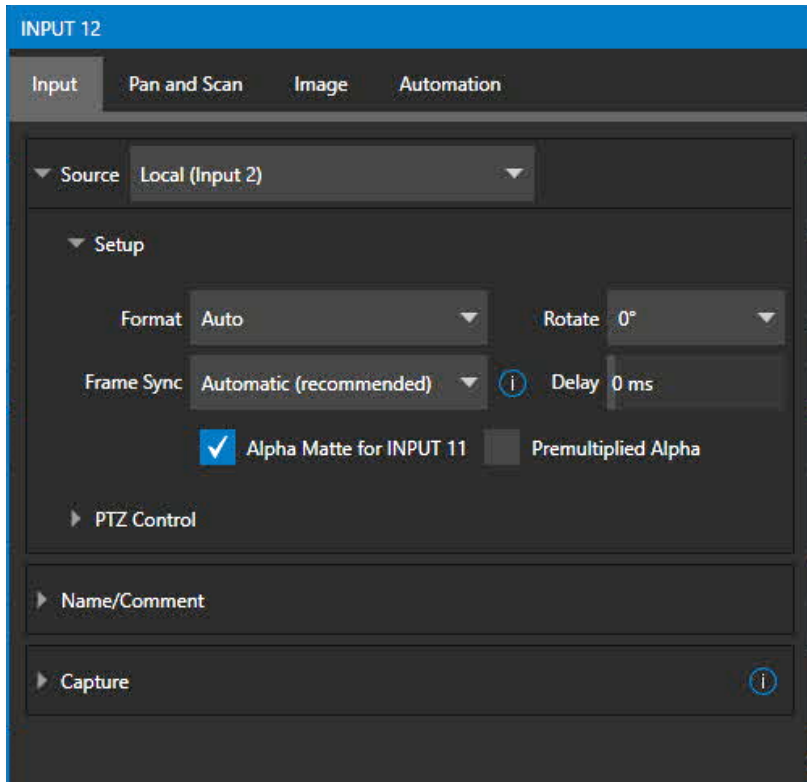 INPUT 12
Input Pan and Scan Image Automation
Source Local (Input 2)
Setup
Format Auto Rotate 0°
Frame Sync Automatic (recommended) i Delay 0 ms
Alpha Matte for INPUT 11 Premultiplied Alpha
PTZ Control
Name/Comment
Capture i